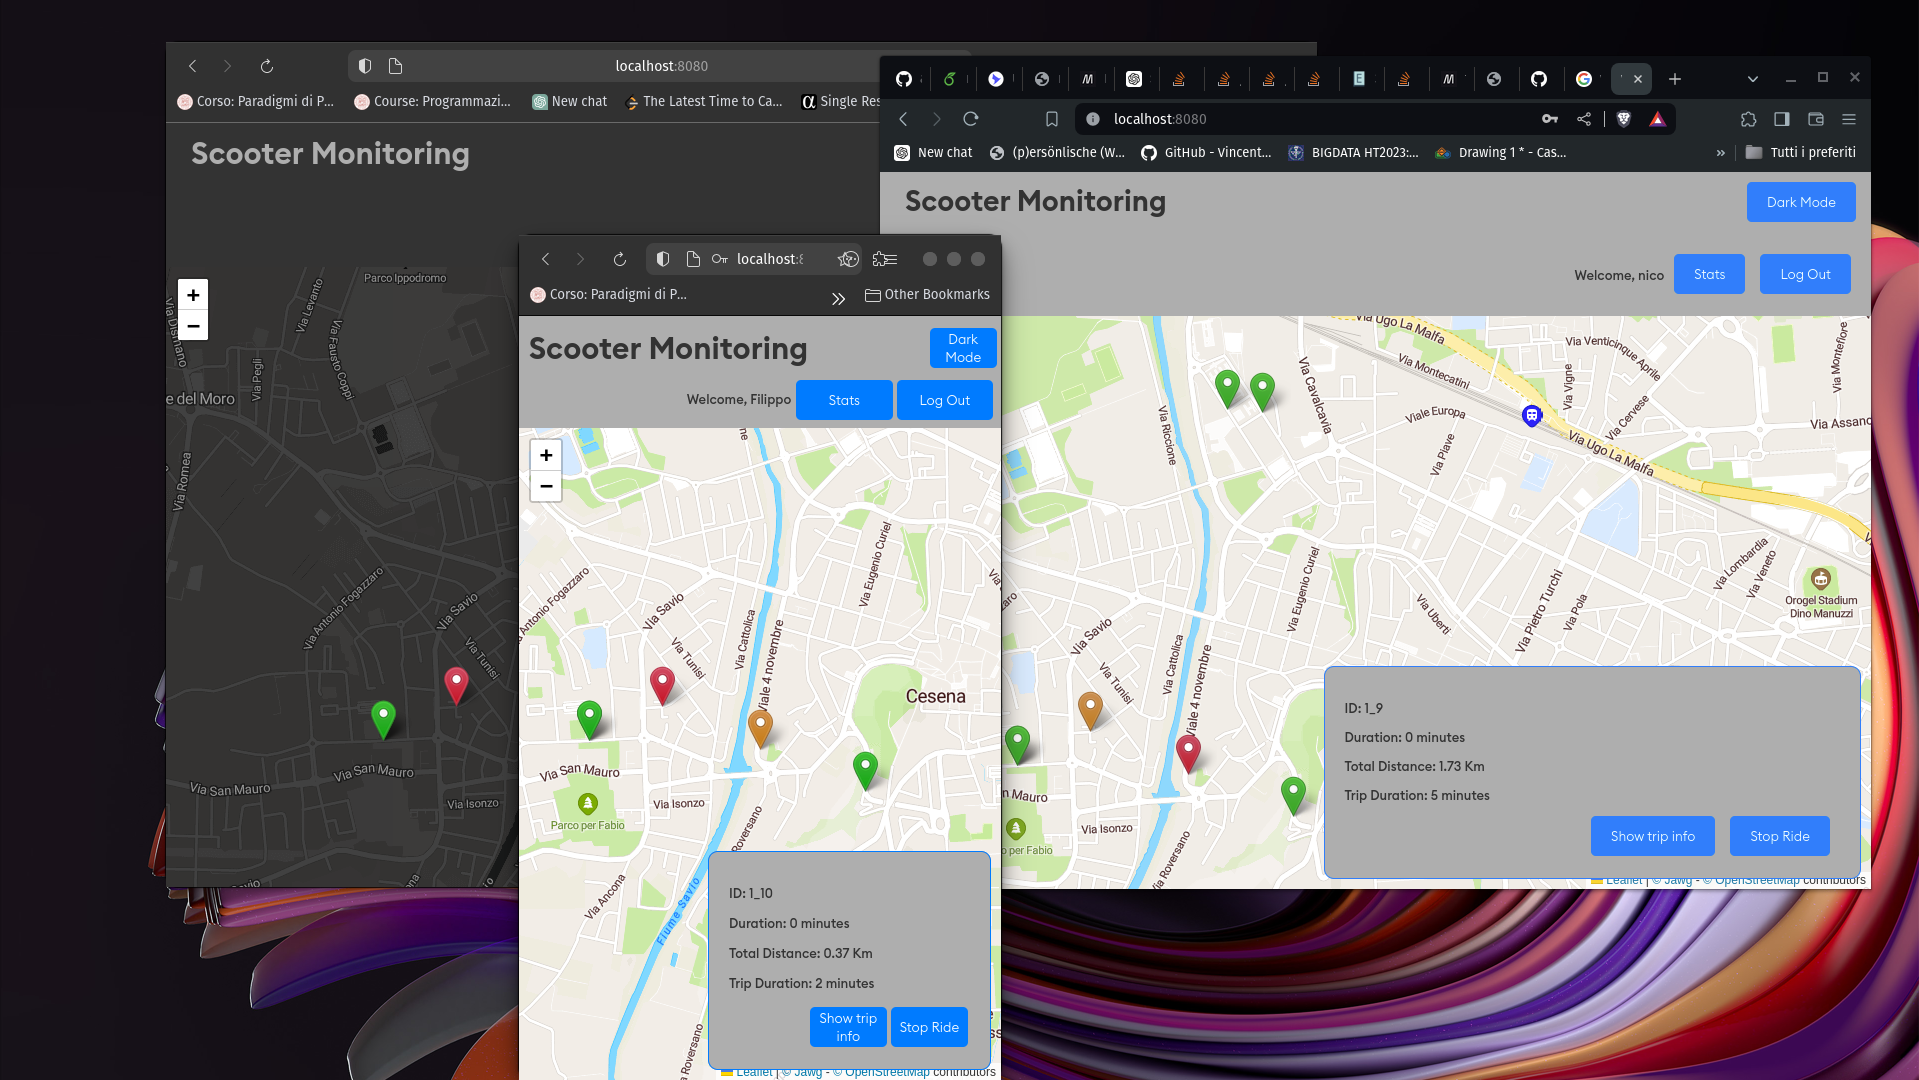 localhost:8080
Corso: Paradigmi di P...
Course: Programmazi...
New chat
The Latest Time to Ca...
Single Res
Scooter Monitoring
+
−
Parco Ippodromo
Via Levanto
Via Dismano
Via Fausto Coppi
Via Pegli
e del Moro
Via Romea
Via Antonio Fogazzaro
Via Savio
Via Tunisi
Via San Mauro
Via San Mauro
Via Isonzo
localhost:8080
New chat
(p)ersönlische (W...
GitHub - Vincent...
BIGDATA HT2023:...
Drawing 1 * - Cas...
»
Tutti i preferiti
Scooter Monitoring
Dark Mode
Welcome, nico
Stats
Log Out
Via Ugo La Malfa
Via Venticinque Aprile
Via Montefiore
Via Montecatini
Via Vigne
Via Cavalcavia
Viale Europa
Via Cervese
Via Riccione
Via Piave
Via Ugo La Malfa
Via Assano
Via Eugenio Curiel
Via Lombardia
Via Veneto
Via Uberti
Via Pietro Turchi
Via Pola
Orogel Stadium
Dino Manuzzi
Via Savio
Via Cattolica
Via Tunisi
Viale 4 novembre
n Mauro
Via Isonzo
o per Fabio
Via Roversano
ID: 1_9
Duration: 0 minutes
Total Distance: 1.73 Km
Trip Duration: 5 minutes
Show trip info
Stop Ride
Leaflet | © Jawg - © OpenStreetMap contributors
localhost:8
Corso: Paradigmi di P...
Other Bookmarks
Scooter Monitoring
Dark
Mode
Welcome, Filippo
Stats
Log Out
+
−
Via Eugenio Curiel
Antonio Fogazzaro
Via Savio
Via Cattolica
Via Tunisi
Viale 4 novembre
Cesena
Via San Mauro
Via Isonzo
Parco per Fabio
Roversano
Via Ancona
Fiume Savio
Roversano
ID: 1_10
Duration: 0 minutes
Total Distance: 0.37 Km
Trip Duration: 2 minutes
Show trip
info
Stop Ride
Leaflet | © Jawg - © OpenStreetMap contributors